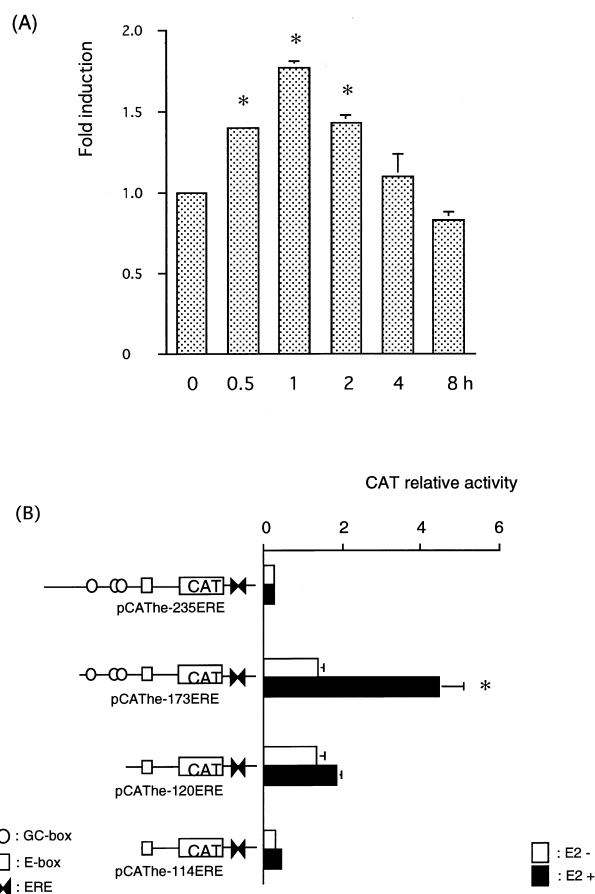 (A)
Fold induction
2.0
*
*
*
1.5
1.0
0.5
0
0 0.5 1 2 4 8 h
CAT relative activity
(B)
0 2 4 6
CAT
pCAThe-235ERE
CAT
*
pCAThe-173ERE
CAT
pCAThe-120ERE
CAT
pCAThe-114ERE
: GC-box
: E-box
: ERE
: E2 -
: E2 +